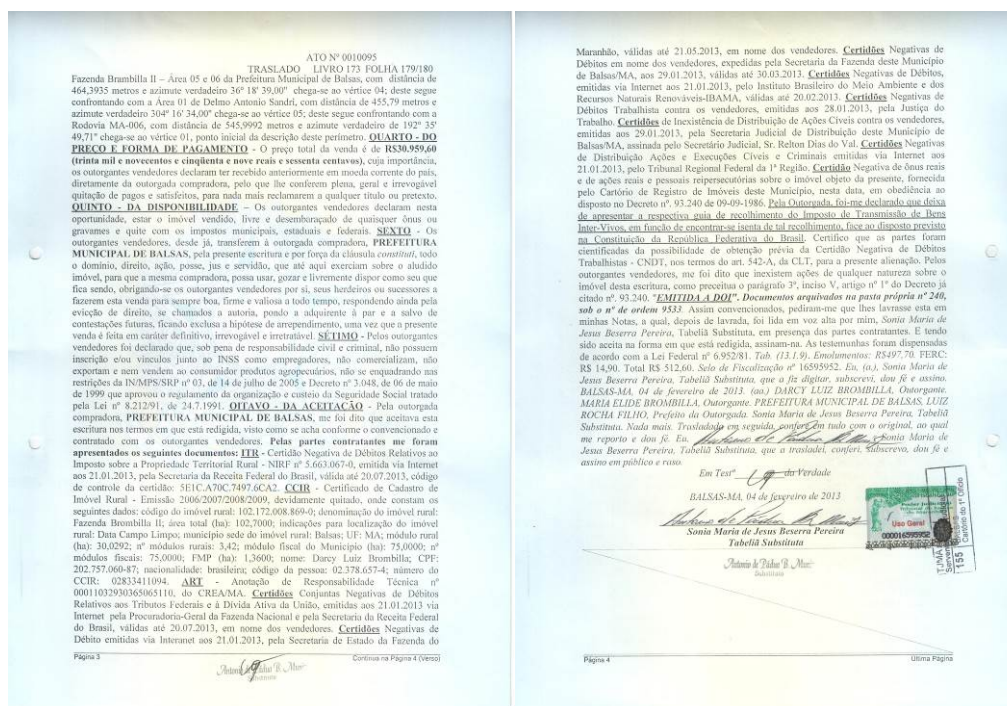 ATO Nº 0010095
TRASLADO LIVRO 173 FOLHA 179/180
Fazenda Brambilla II – Área 05 e 06 da Prefeitura Municipal de Balsas, com distância de
464,3935 metros e azimute verdadeiro 36° 18' 39,00" chega-se ao vértice 04; deste segue
confrontando com a Área 01 de Delmo Antonio Sandri, com distância de 455,79 metros e
azimute verdadeiro 304° 16' 34,00" chega-se ao vértice 05; deste segue confrontando com a
Rodovia MA-006, com distância de 545,9992 metros e azimute verdadeiro de 192° 35'
49,71" chega-se ao vértice 01, ponto inicial da descrição deste perímetro. QUARTO - DO
PREÇO E FORMA DE PAGAMENTO - O preço total da venda é de R$30.959,60
(trinta mil e novecentos e cinqüenta e nove reais e sessenta centavos), cuja importância,
os outorgantes vendedores declaram ter recebido anteriormente em moeda corrente do país,
diretamente da outorgada compradora, pelo que lhe conferem plena, geral e irrevogável
quitação de pagos e satisfeitos, para nada mais reclamarem a qualquer título ou pretexto.
QUINTO - DA DISPONIBILIDADE – Os outorgantes vendedores declaram nesta
oportunidade, estar o imóvel vendido, livre e desembaraçado de quaisquer ônus ou
gravames e quite com os impostos municipais, estaduais e federais. SEXTO - Os
outorgantes vendedores, desde já, transferem à outorgada compradora, PREFEITURA
MUNICIPAL DE BALSAS, pela presente escritura e por força da cláusula constituti, todo
o domínio, direito, ação, posse, jus e servidão, que até aqui exerciam sobre o aludido
imóvel, para que a mesma compradora, possa usar, gozar e livremente dispor como seu que
fica sendo, obrigando-se os outorgantes vendedores por si, seus herdeiros ou sucessores a
fazerem esta venda para sempre boa, firme e valiosa a todo tempo, respondendo ainda pela
evicção de direito, se chamados a autoria, pondo a adquirente à par e a salvo de
contestações futuras, ficando exclusa a hipótese de arrependimento, uma vez que a presente
venda é feita em caráter definitivo, irrevogável e irretratável. SÉTIMO - Pelos outorgantes
vendedores foi declarado que, sob pena de responsabilidade civil e criminal, não possuem
inscrição e/ou vínculos junto ao INSS como empregadores, não comercializam, não
exportam e nem vendem ao consumidor produtos agropecuários, não se enquadrando nas
restrições da IN/MPS/SRP nº 03, de 14 de julho de 2005 e Decreto nº 3.048, de 06 de maio
de 1999 que aprovou o regulamento da organização e custeio da Seguridade Social tratado
pela Lei nº 8.212/91, de 24.7.1991. OITAVO - DA ACEITAÇÃO - Pela outorgada
compradora, PREFEITURA MUNICIPAL DE BALSAS, me foi dito que aceitava esta
escritura nos termos em que está redigida, visto como se acha conforme o convencionado e
contratado com os outorgantes vendedores. Pelas partes contratantes me foram
apresentados os seguintes documentos: ITR - Certidão Negativa de Débitos Relativos ao
Imposto sobre a Propriedade Territorial Rural - NIRF nº 5.663.067-0, emitida via Internet
aos 21.01.2013, pela Secretaria da Receita Federal do Brasil, válida até 20.07.2013, código
de controle da certidão: 5E1C.A70C.7497.6CA2. CCIR - Certificado de Cadastro de
Imóvel Rural - Emissão 2006/2007/2008/2009, devidamente quitado, onde constam os
seguintes dados: código do imóvel rural: 102.172.008.869-0; denominação do imóvel rural:
Fazenda Brombilla II; área total (ha): 102,7000; indicações para localização do imóvel
rural: Data Campo Limpo; município sede do imóvel rural: Balsas; UF: MA; módulo rural
(ha): 30,0292; nº módulos rurais: 3,42; módulo fiscal do Município (ha): 75,0000; nº
módulos fiscais: 75.0000; FMP (ha): 1,3600; nome: Darcy Luiz Brombilla; CPF:
202.757.060-87; nacionalidade: brasileira; código da pessoa: 02.378.657-4; número do
CCIR: 02833411094. ART - Anotação de Responsabilidade Técnica nº
00011032930365065110, do CREA/MA. Certidões Conjuntas Negativas de Débitos
Relativos aos Tributos Federais e à Dívida Ativa da União, emitidas aos 21.01.2013 via
Internet pela Procuradoria-Geral da Fazenda Nacional e pela Secretaria da Receita Federal
do Brasil, válidas até 20.07.2013, em nome dos vendedores. Certidões Negativas de
Débito emitidas via Interanet aos 21.01.2013, pela Secretaria de Estado da Fazenda do
Página 3
Continua na Página 4 (Verso)
Substituto
Maranhão, válidas até 21.05.2013, em nome dos vendedores. Certidões Negativas de
Débitos em nome dos vendedores, expedidas pela Secretaria da Fazenda deste Município
de Balsas/MA, aos 29.01.2013, válidas até 30.03.2013. Certidões Negativas de Débitos,
emitidas via Internet aos 21.01.2013, pelo Instituto Brasileiro do Meio Ambiente e dos
Recursos Naturais Renováveis-IBAMA, válidas até 20.02.2013. Certidões Negativas de
Débitos Trabalhista contra os vendedores, emitidas aos 28.01.2013, pela Justiça do
Trabalho. Certidões de Inexistência de Distribuição de Ações Cíveis contra os vendedores,
emitidas aos 29.01.2013, pela Secretaria Judicial de Distribuição deste Município de
Balsas/MA, assinada pelo Secretário Judicial, Sr. Relton Dias do Val. Certidões Negativas
de Distribuição Ações e Execuções Cíveis e Criminais emitidas via Internet aos
21.01.2013, pelo Tribunal Regional Federal da 1ª Região. Certidão Negativa de ônus reais
e de ações reais e pessoais reipersecutórias sobre o imóvel objeto da presente, fornecida
pelo Cartório de Registro de Imóveis deste Município, nesta data, em obediência ao
disposto no Decreto nº. 93.240 de 09-09-1986. Pela Outorgada, foi-me declarado que deixa
de apresentar a respectiva guia de recolhimento do Imposto de Transmissão de Bens
Inter-Vivos, em função de encontrar-se isenta de tal recolhimento, face ao disposto previsto
na Constituição da República Federativa do Brasil. Certifico que as partes foram
cientificadas da possibilidade de obtenção prévia da Certidão Negativa de Débitos
Trabalhistas - CNDT, nos termos do art. 542-A, da CLT, para a presente alienação. Pelos
outorgantes vendedores, me foi dito que inexistem ações de qualquer natureza sobre o
imóvel desta escritura, como preceitua o parágrafo 3º, inciso V, artigo nº 1º do Decreto já
citado nº. 93.240. "EMITIDA A DOI". Documentos arquivados na pasta própria nº 240,
sob o nº de ordem 9533. Assim convencionados, pediram-me que lhes lavrasse esta em
minhas Notas, a qual, depois de lavrada, foi lida em voz alta por mim, Sonia Maria de
Jesus Beserra Pereira, Tabeliã Substituta, em presença das partes contratantes. E tendo
sido aceita na forma em que está redigida, assinam-na. As testemunhas foram dispensadas
de acordo com a Lei Federal nº 6.952/81. Tab. (13.1.9). Emolumentos: R$497,70. FERC:
R$ 14,90. Total R$ 512,60. Selo de Fiscalização nº 16595952. Eu, (a.), Sonia Maria de
Jesus Beserra Pereira, Tabeliã Substituta, que a fiz digitar, subscrevi, dou fé e assino.
BALSAS-MA, 04 de fevereiro de 2013. (aa.) DARCY LUIZ BROMBILLA, Outorgante.
MARIA ELIDE BROMBILLA, Outorgante. PREFEITURA MUNICIPAL DE BALSAS, LUIZ
ROCHA FILHO, Prefeito da Outorgada. Sonia Maria de Jesus Beserra Pereira, Tabeliã
Substituta. Nada mais. Trasladado em seguida, confere em tudo com o original, ao qual
me reporto e dou fé. Eu, Sonia Maria de
Jesus Beserra Pereira, Tabeliã Substituta, que a trasladei, conferi, subscrevo, dou fé e
assino em público e raso.
Em Testº da Verdade
BALSAS-MA, 04 de fevereiro de 2013
Sonia Maria de Jesus Beserra Pereira
Tabeliã Substituta
Substituto
Uso Geral
000016595952
TJMA
155
Cartório do 1º Ofício
Página 4
Última Página